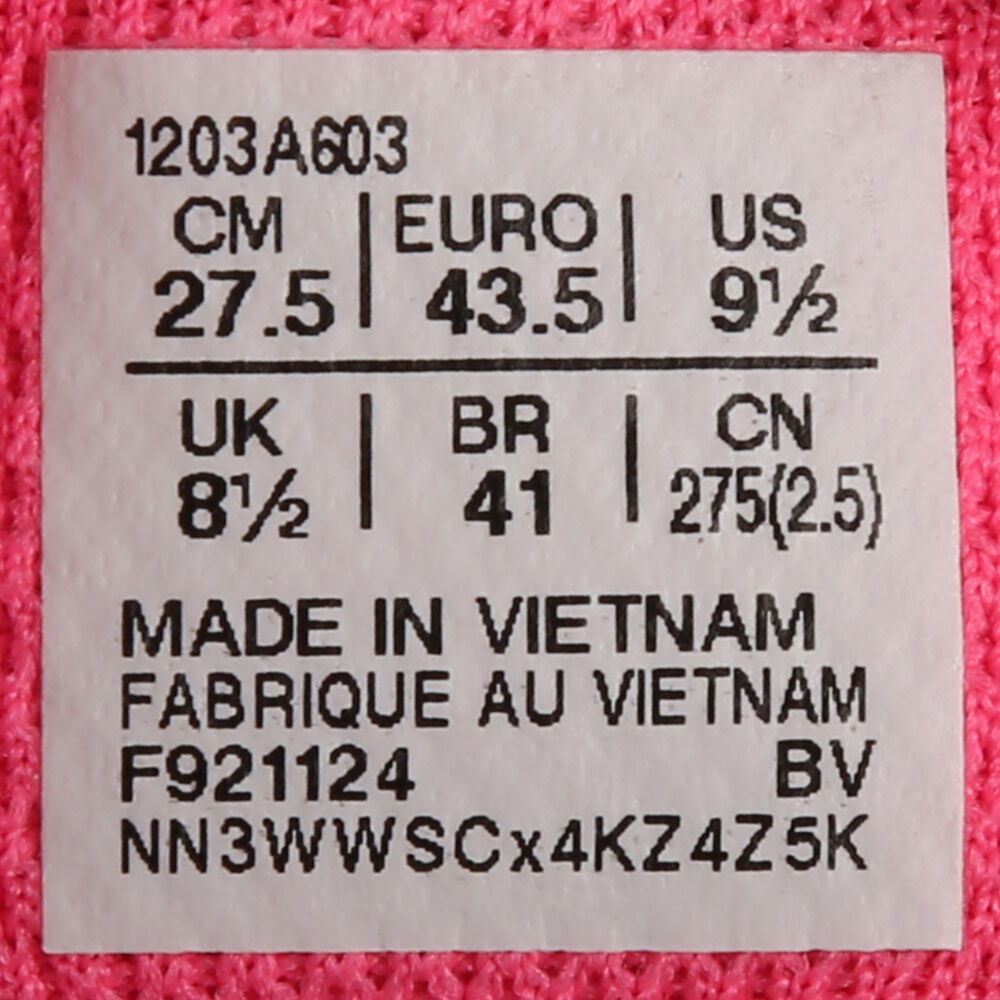 1203A603
CM | EURO | US
27.5 | 43.5 | 9½
UK | BR | CN
8½ | 41 | 275(2.5)
MADE IN VIETNAM
FABRIQUE AU VIETNAM
F921124 BV
NN3WWSCx4KZ4Z5K